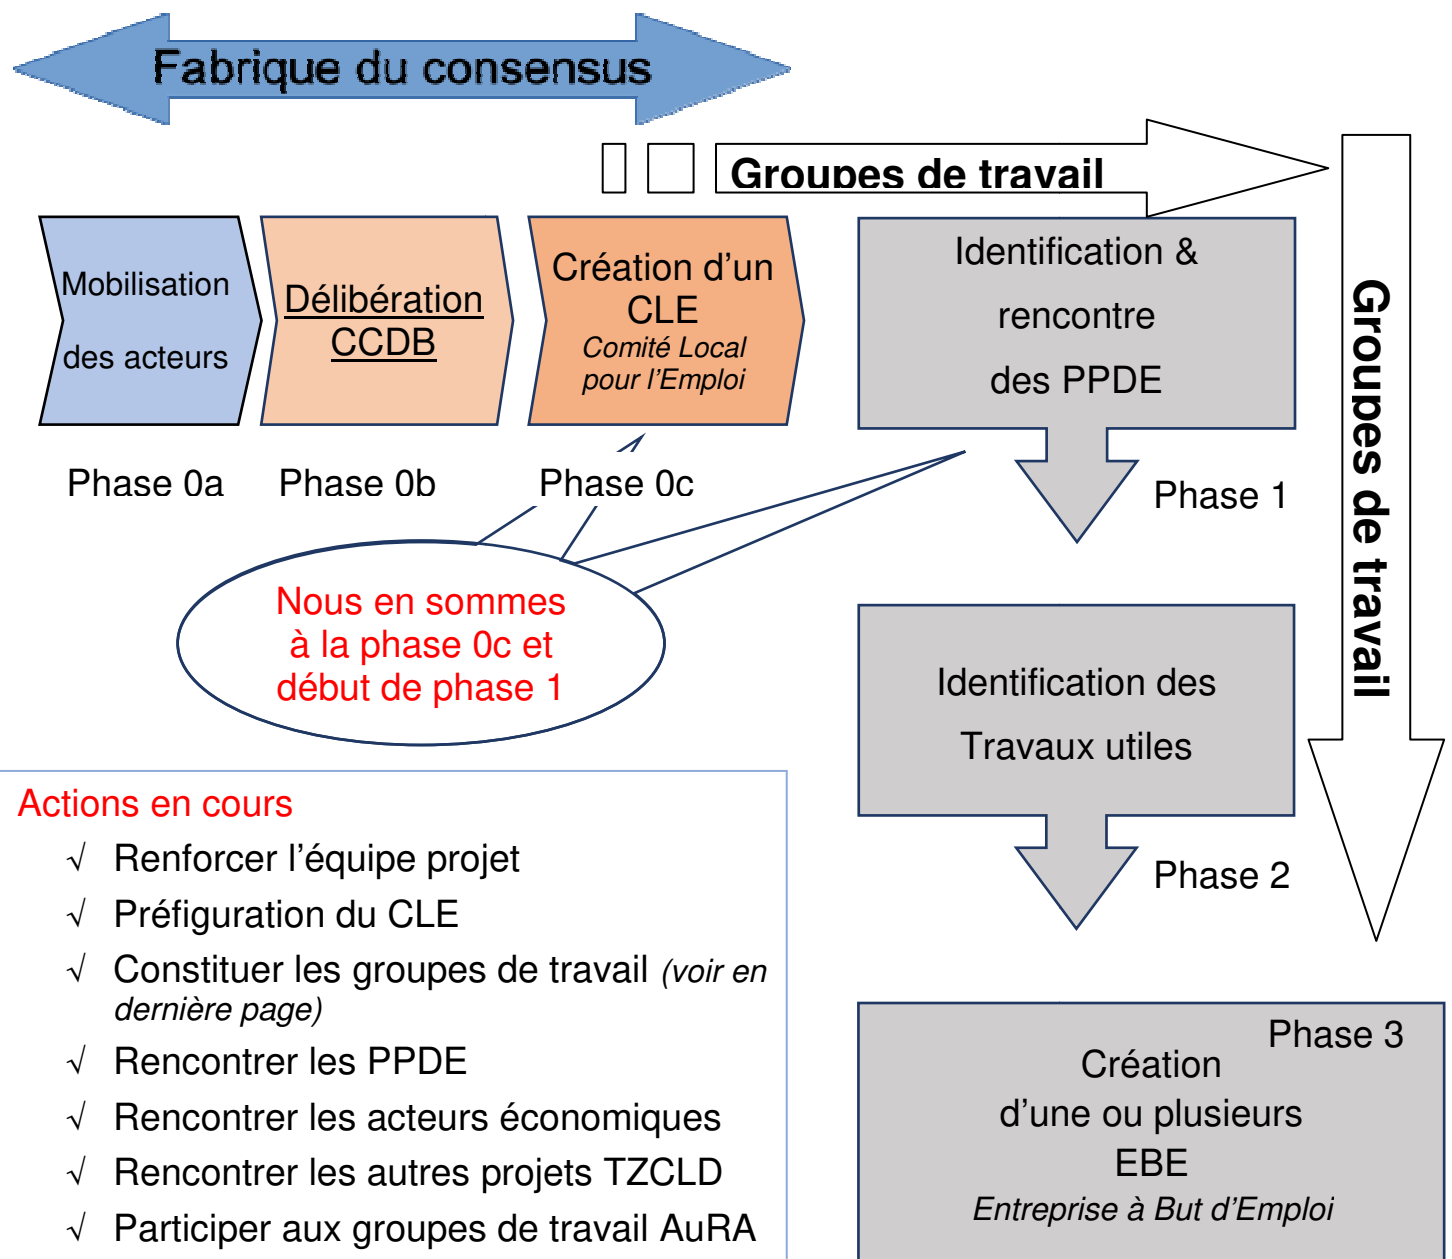 Fabrique du consensus
Groupes de travail
Mobilisation
des acteurs
Délibération
CCDB
Création d’un
CLE
Comité Local
pour l’Emploi
Identification &
rencontre
des PPDE
Groupes de travail
Phase 0a
Phase 0b
Phase 0c
Phase 1
Nous en sommes
à la phase 0c et
début de phase 1
Identification des
Travaux utiles
Phase 2
Actions en cours
√ Renforcer l’équipe projet
√ Préfiguration du CLE
√ Constituer les groupes de travail (voir en
dernière page)
√ Rencontrer les PPDE
√ Rencontrer les acteurs économiques
√ Rencontrer les autres projets TZCLD
√ Participer aux groupes de travail AuRA
Phase 3
Création
d’une ou plusieurs
EBE
Entreprise à But d’Emploi